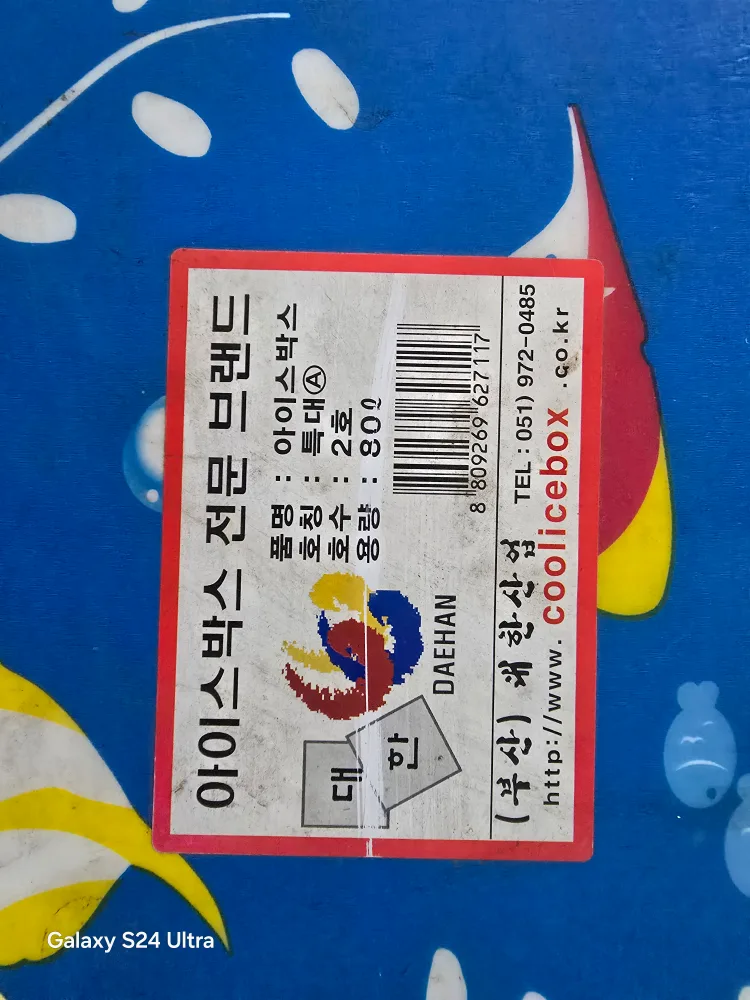 아이스박스 전문 브랜드
품명 : 아이스박스
호칭 : 특대Ⓐ
호수 : 2호
용량 : 80ℓ
대한
DAEHAN
8 809269 627117
(부산) 대한산업 TEL : 051) 972-0485
http://www.coolicebox.co.kr
Galaxy S24 Ultra